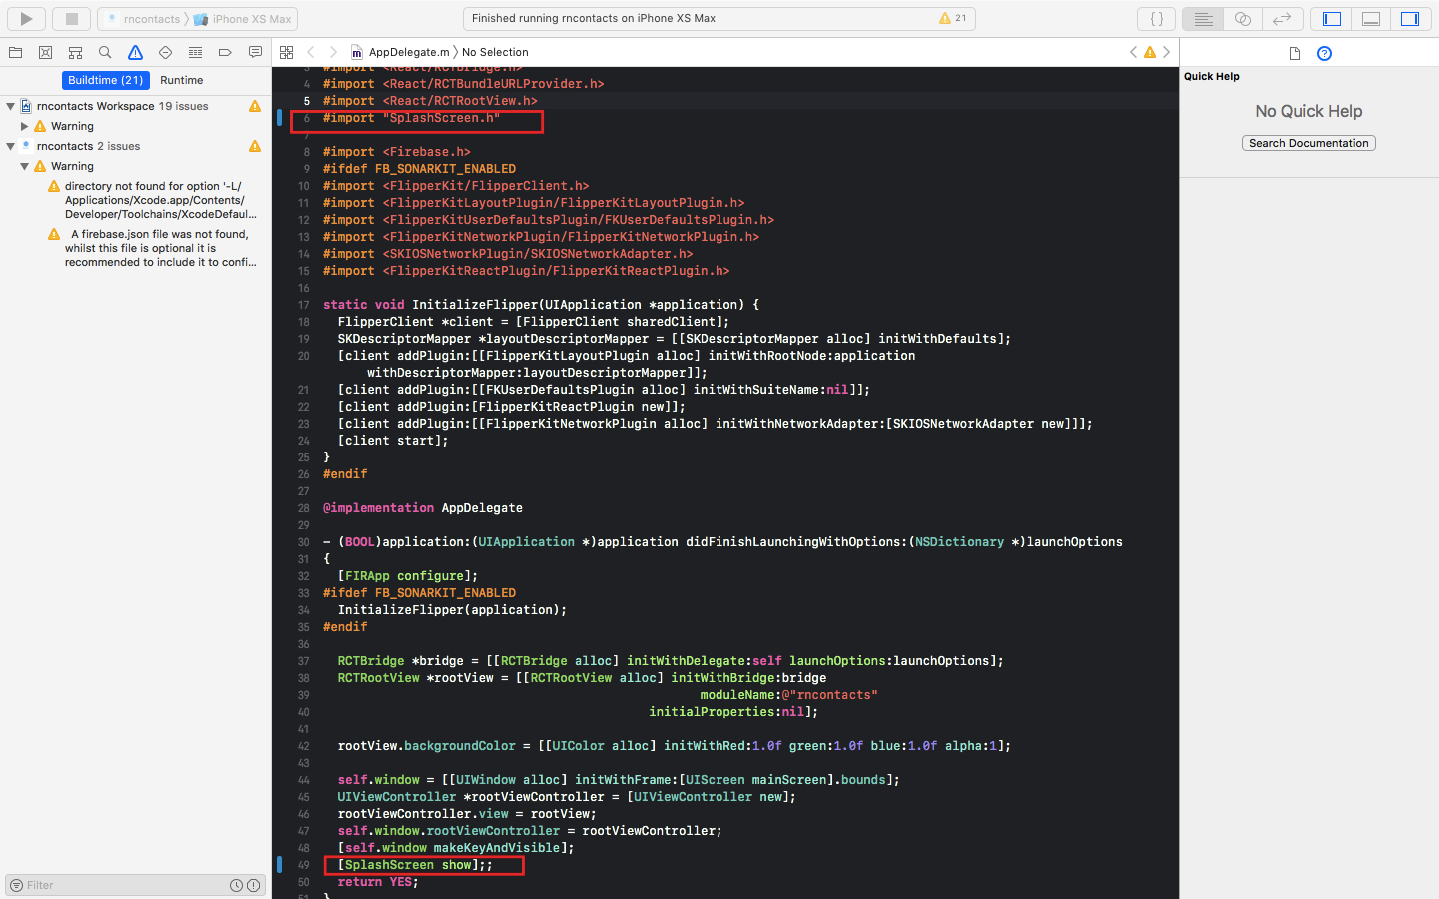 rncontacts 〉 iPhone XS Max
Finished running rncontacts on iPhone XS Max
21
{ }
AppDelegate.m 〉 No Selection
Buildtime (21) Runtime
rncontacts Workspace 19 issues
Warning
rncontacts 2 issues
Warning
directory not found for option '-L/
Applications/Xcode.app/Contents/
Developer/Toolchains/XcodeDefaul...
A firebase.json file was not found,
whilst this file is optional it is
recommended to include it to confi...
Filter
3 #import <React/RCTBridge.h>
4 #import <React/RCTBundleURLProvider.h>
5 #import <React/RCTRootView.h>
6 #import "SplashScreen.h"
7
8 #import <Firebase.h>
9 #ifdef FB_SONARKIT_ENABLED
10 #import <FlipperKit/FlipperClient.h>
11 #import <FlipperKitLayoutPlugin/FlipperKitLayoutPlugin.h>
12 #import <FlipperKitUserDefaultsPlugin/FKUserDefaultsPlugin.h>
13 #import <FlipperKitNetworkPlugin/FlipperKitNetworkPlugin.h>
14 #import <SKIOSNetworkPlugin/SKIOSNetworkAdapter.h>
15 #import <FlipperKitReactPlugin/FlipperKitReactPlugin.h>
16
17 static void InitializeFlipper(UIApplication *application) {
18 FlipperClient *client = [FlipperClient sharedClient];
19 SKDescriptorMapper *layoutDescriptorMapper = [[SKDescriptorMapper alloc] initWithDefaults];
20 [client addPlugin:[[FlipperKitLayoutPlugin alloc] initWithRootNode:application
withDescriptorMapper:layoutDescriptorMapper]];
21 [client addPlugin:[[FKUserDefaultsPlugin alloc] initWithSuiteName:nil]];
22 [client addPlugin:[FlipperKitReactPlugin new]];
23 [client addPlugin:[[FlipperKitNetworkPlugin alloc] initWithNetworkAdapter:[SKIOSNetworkAdapter new]]];
24 [client start];
25 }
26 #endif
27
28 @implementation AppDelegate
29
30 - (BOOL)application:(UIApplication *)application didFinishLaunchingWithOptions:(NSDictionary *)launchOptions
31 {
32 [FIRApp configure];
33 #ifdef FB_SONARKIT_ENABLED
34 InitializeFlipper(application);
35 #endif
36
37 RCTBridge *bridge = [[RCTBridge alloc] initWithDelegate:self launchOptions:launchOptions];
38 RCTRootView *rootView = [[RCTRootView alloc] initWithBridge:bridge
39 moduleName:@"rncontacts"
40 initialProperties:nil];
41
42 rootView.backgroundColor = [[UIColor alloc] initWithRed:1.0f green:1.0f blue:1.0f alpha:1];
43
44 self.window = [[UIWindow alloc] initWithFrame:[UIScreen mainScreen].bounds];
45 UIViewController *rootViewController = [UIViewController new];
46 rootViewController.view = rootView;
47 self.window.rootViewController = rootViewController;
48 [self.window makeKeyAndVisible];
49 [SplashScreen show];;
50 return YES;
51 }
Quick Help
No Quick Help
Search Documentation